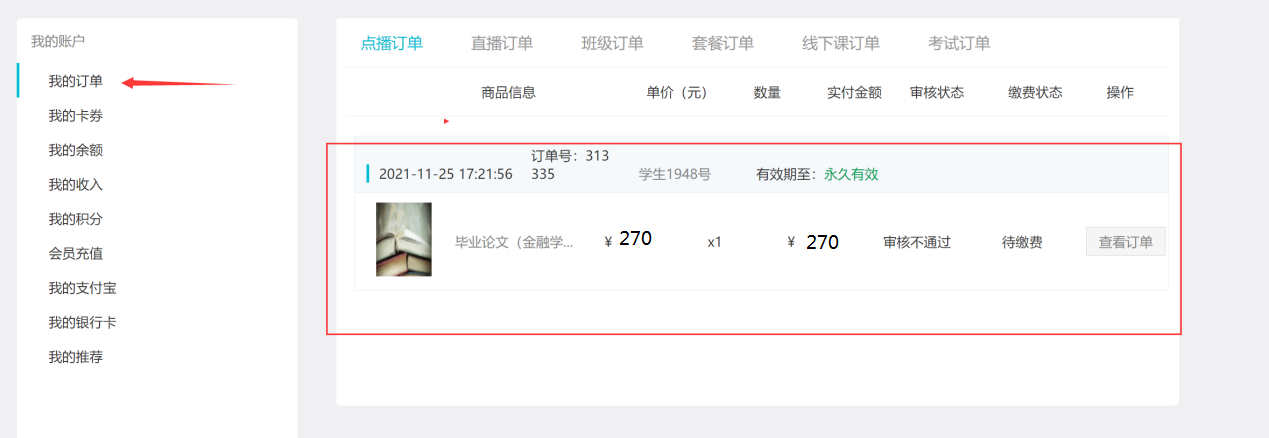 我的账户
我的订单
我的卡券
我的余额
我的收入
我的积分
会员充值
我的支付宝
我的银行卡
我的推荐
点播订单 直播订单 班级订单 套餐订单 线下课订单 考试订单
商品信息 单价（元） 数量 实付金额 审核状态 缴费状态 操作
2021-11-25 17:21:56 订单号：313
335 学生1948号 有效期至：永久有效
毕业论文（金融学... ¥ 270 x1 ¥ 270 审核不通过 待缴费 查看订单